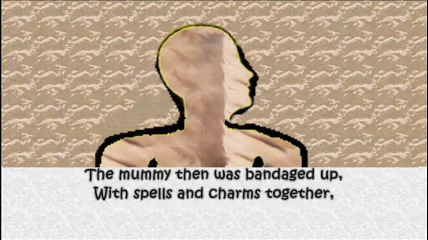 The mummy then was bandaged up,
With spells and charms together,